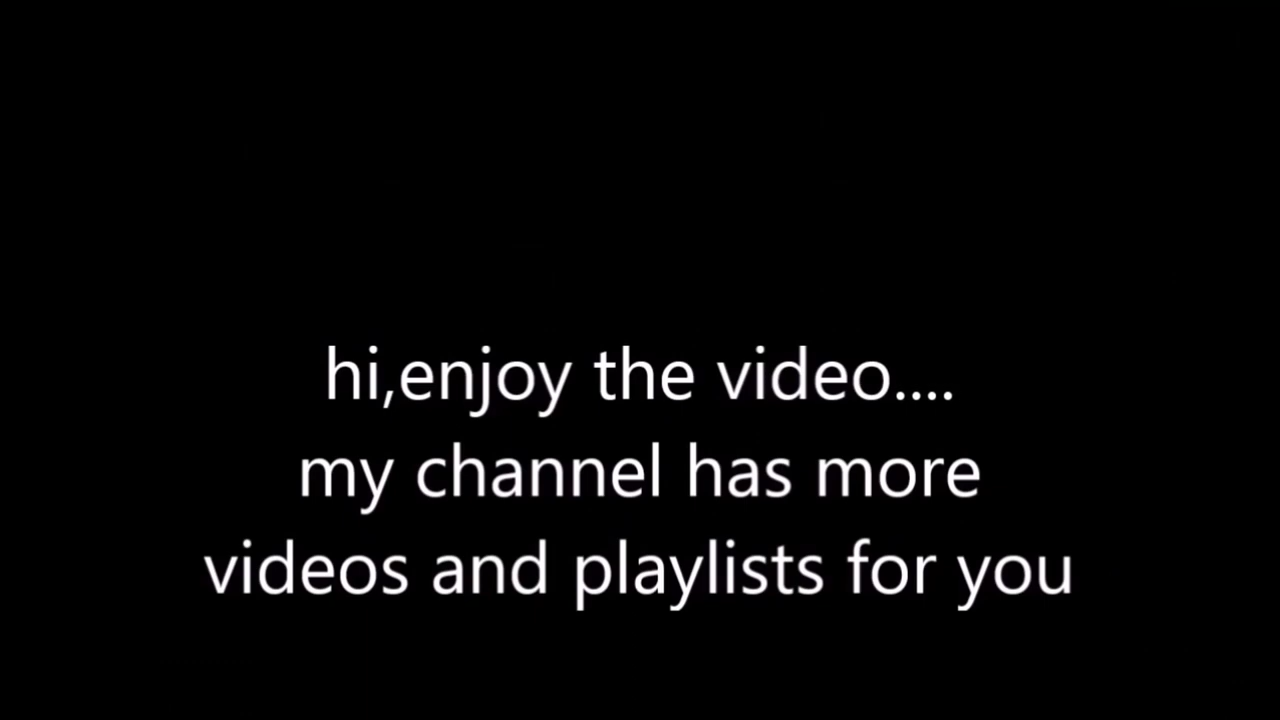 hi,enjoy the video....
my channel has more
videos and playlists for you